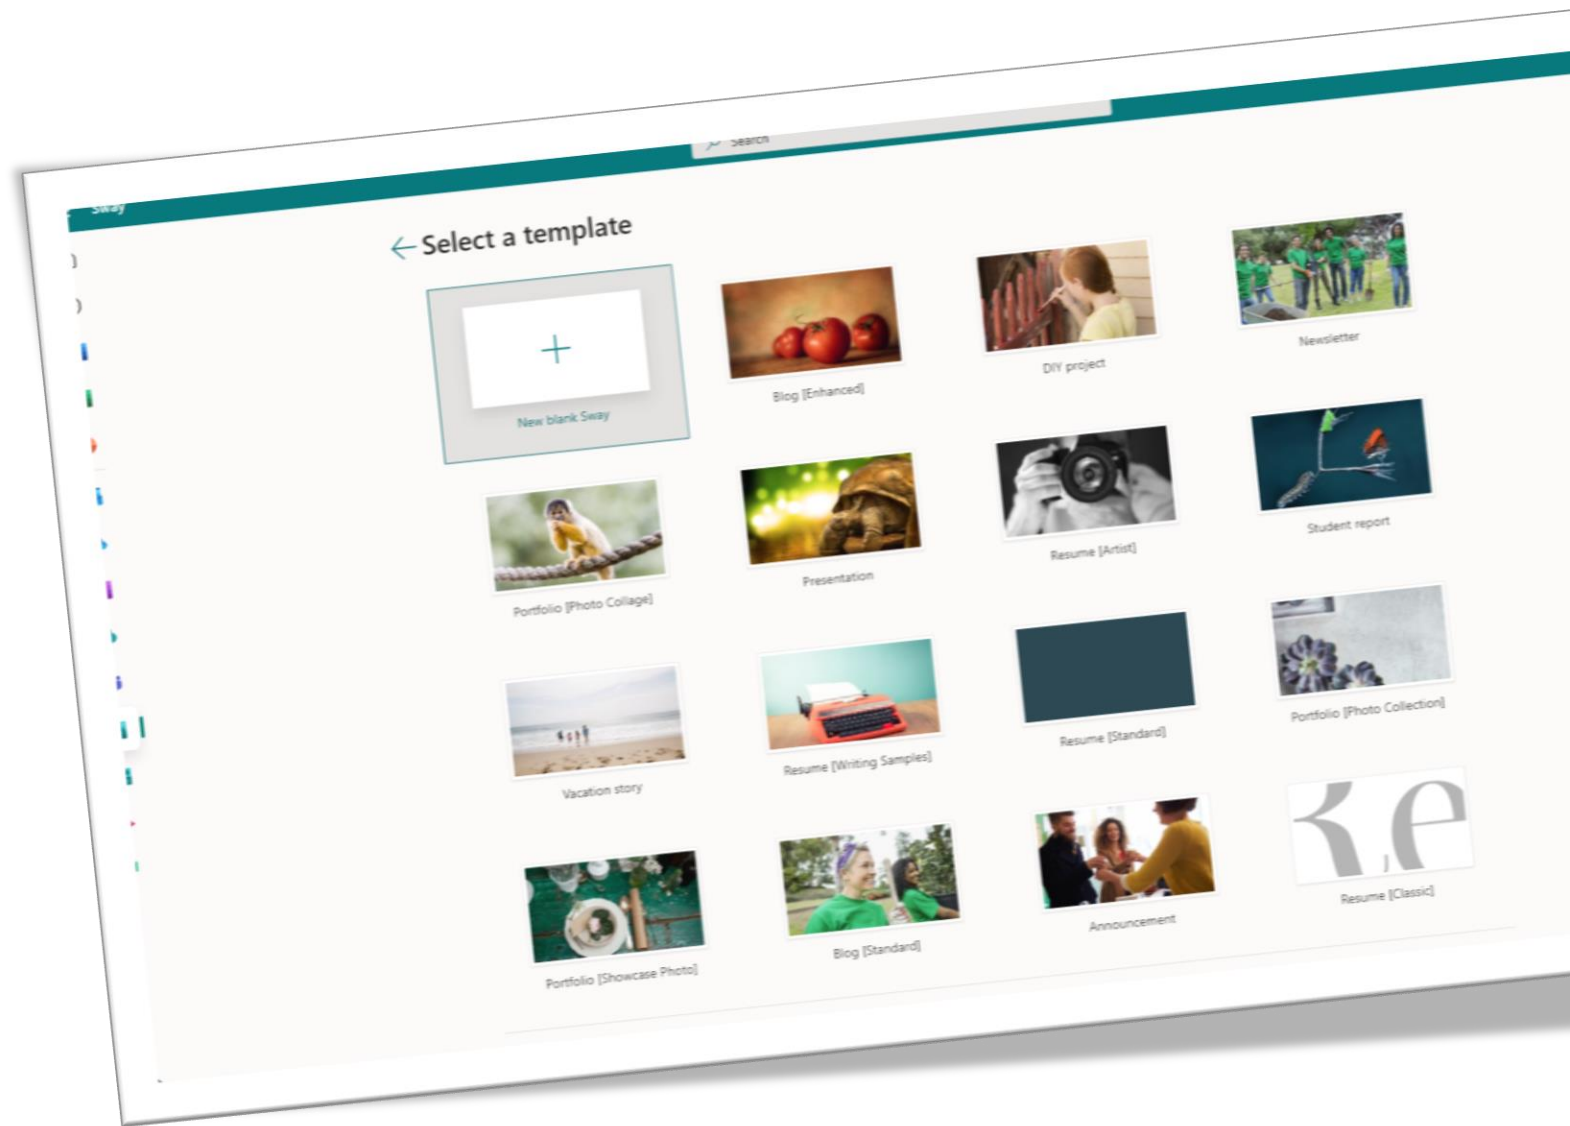 Sway
Search
Select a template
New blank Sway
Blog [Enhanced]
DIY project
Newsletter
Portfolio [Photo Collage]
Presentation
Resume [Artist]
Student report
Vacation story
Resume [Writing Samples]
Resume [Standard]
Portfolio [Photo Collection]
Portfolio [Showcase Photo]
Blog [Standard]
Announcement
Resume [Classic]